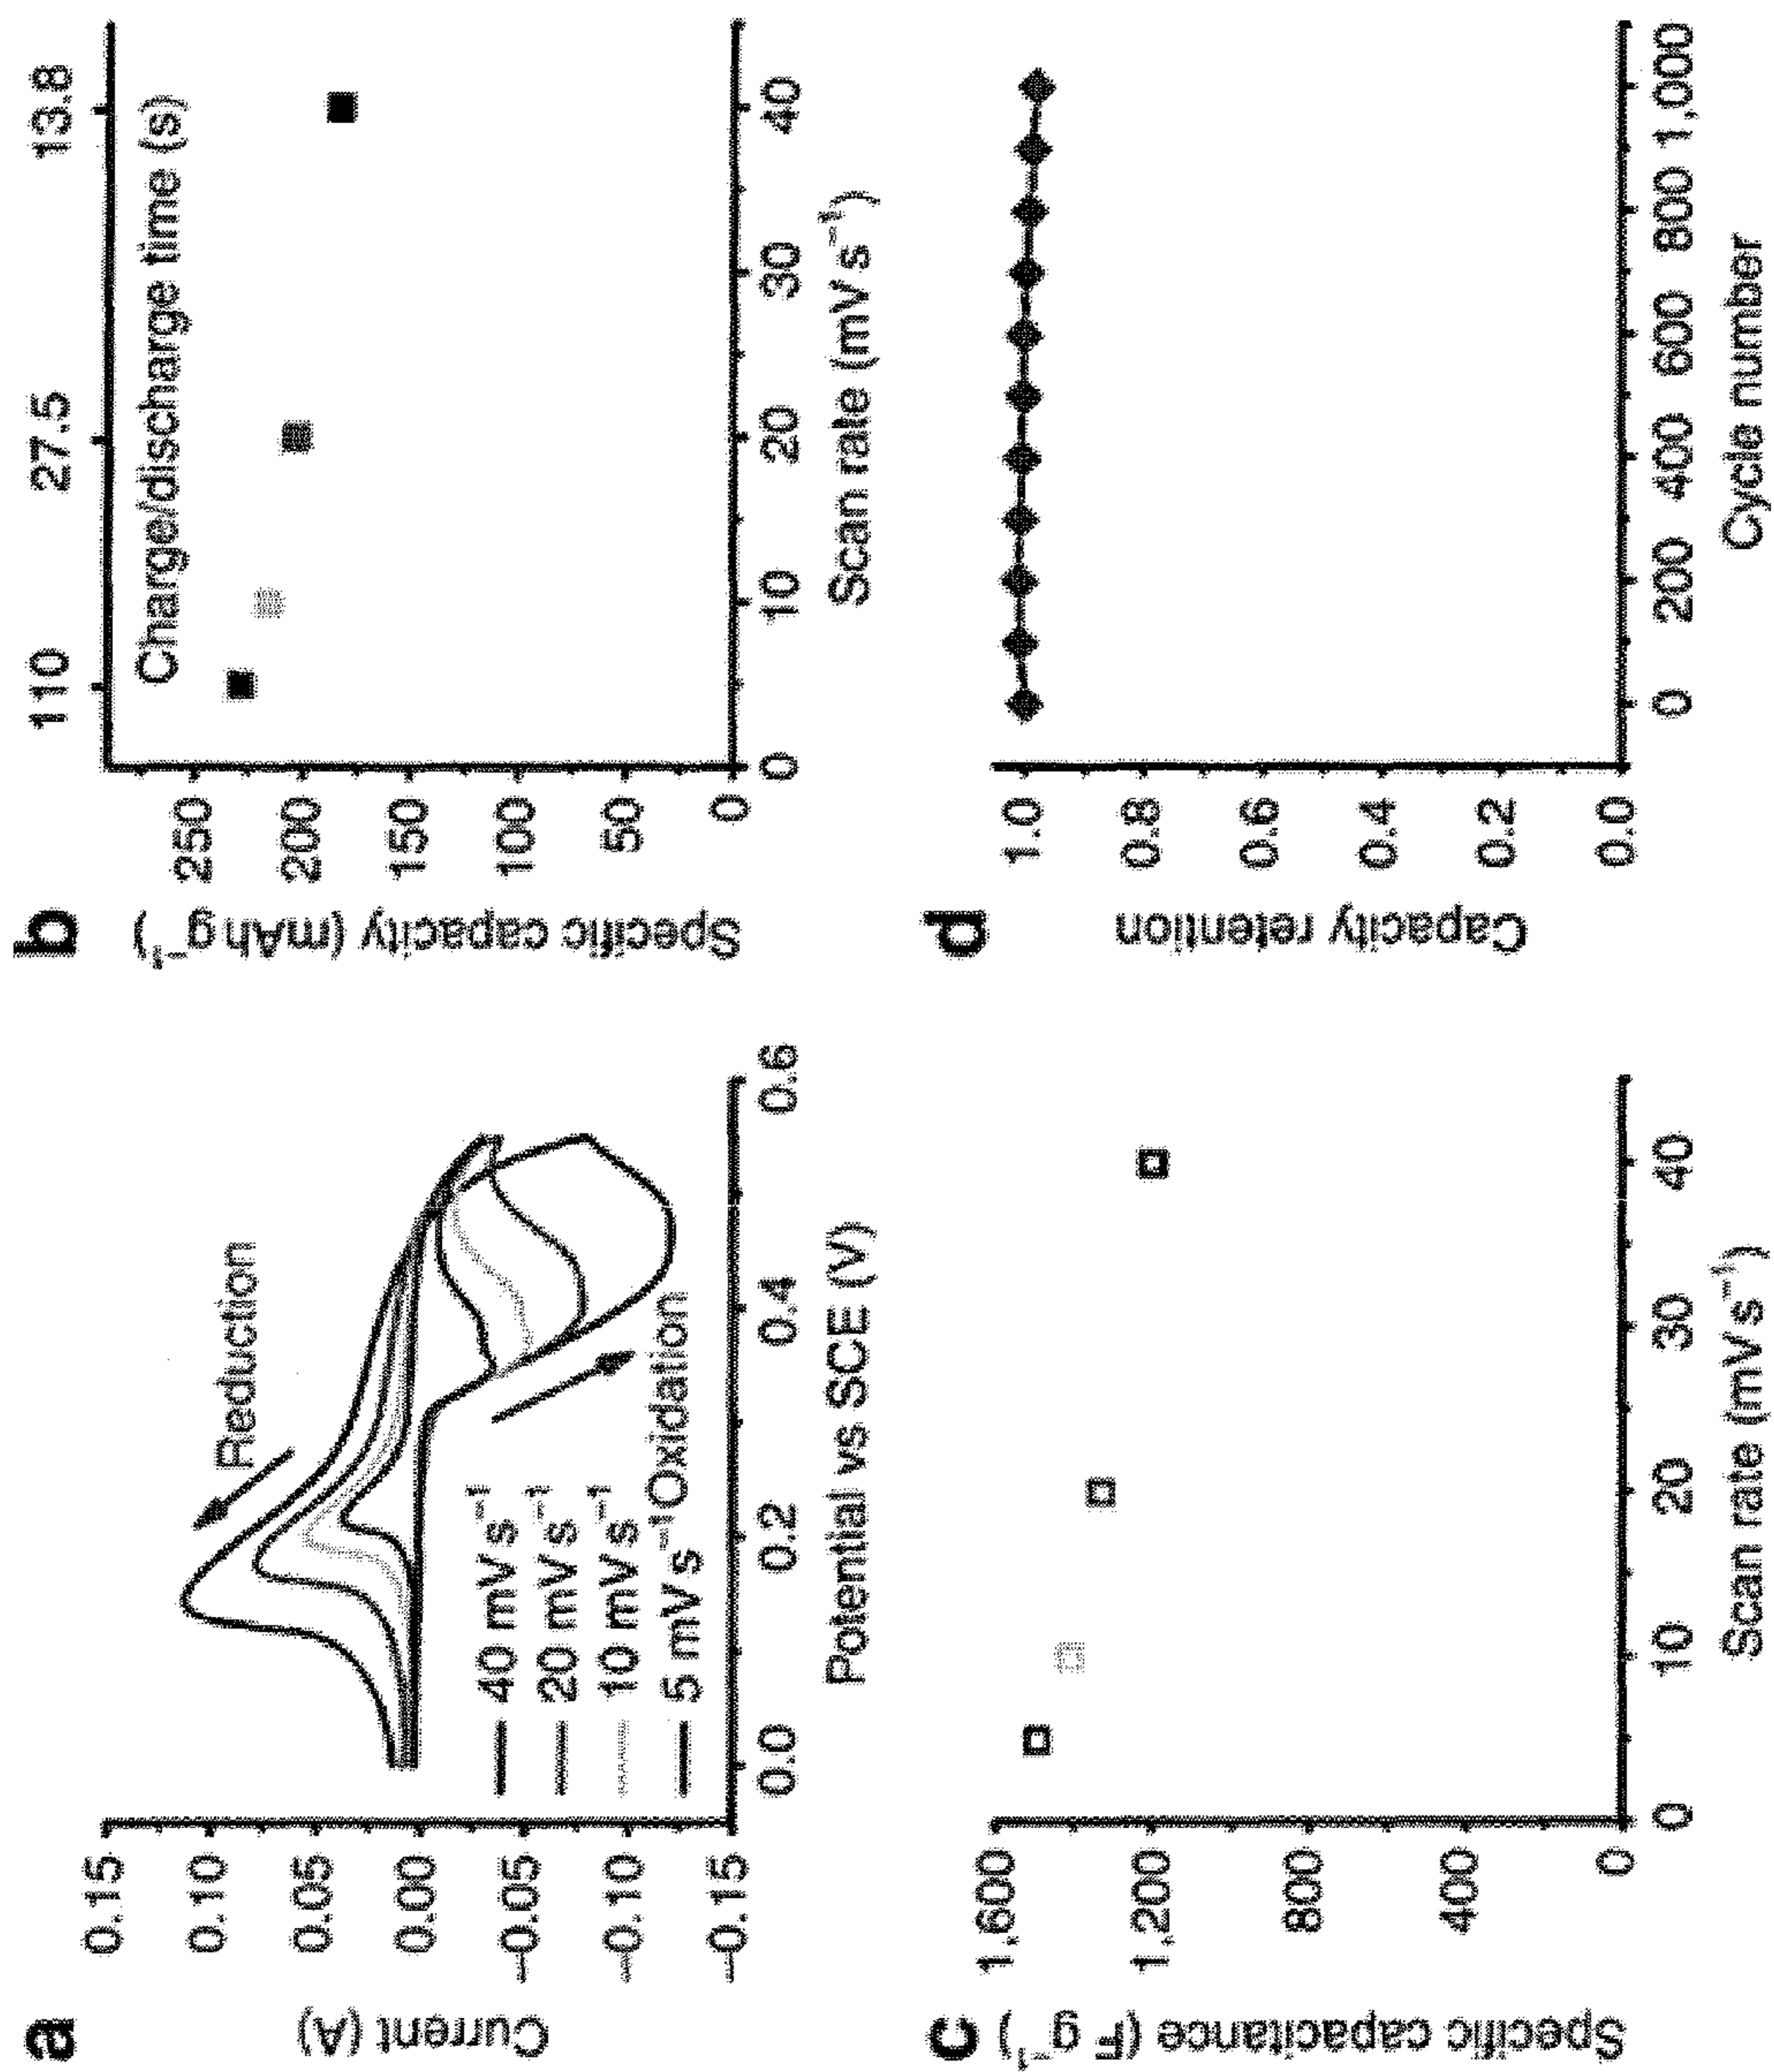 a
Current (A)
0.15
0.10
0.05
0.00
−0.05
−0.10
−0.15
Reduction
Oxidation
40 mV s⁻¹
20 mV s⁻¹
10 mV s⁻¹
5 mV s⁻¹
0.0 0.2 0.4 0.6
Potential vs SCE (V)
b
110 27.5 13.8
Charge/discharge time (s)
Specific capacity (mAh g⁻¹)
250
200
150
100
50
0
0 10 20 30 40
Scan rate (mV s⁻¹)
c
Specific capacitance (F g⁻¹)
1,600
1,200
800
400
0
0 10 20 30 40
Scan rate (mV s⁻¹)
d
Capacity retention
1.0
0.8
0.6
0.4
0.2
0.0
0 200 400 600 800 1,000
Cycle number